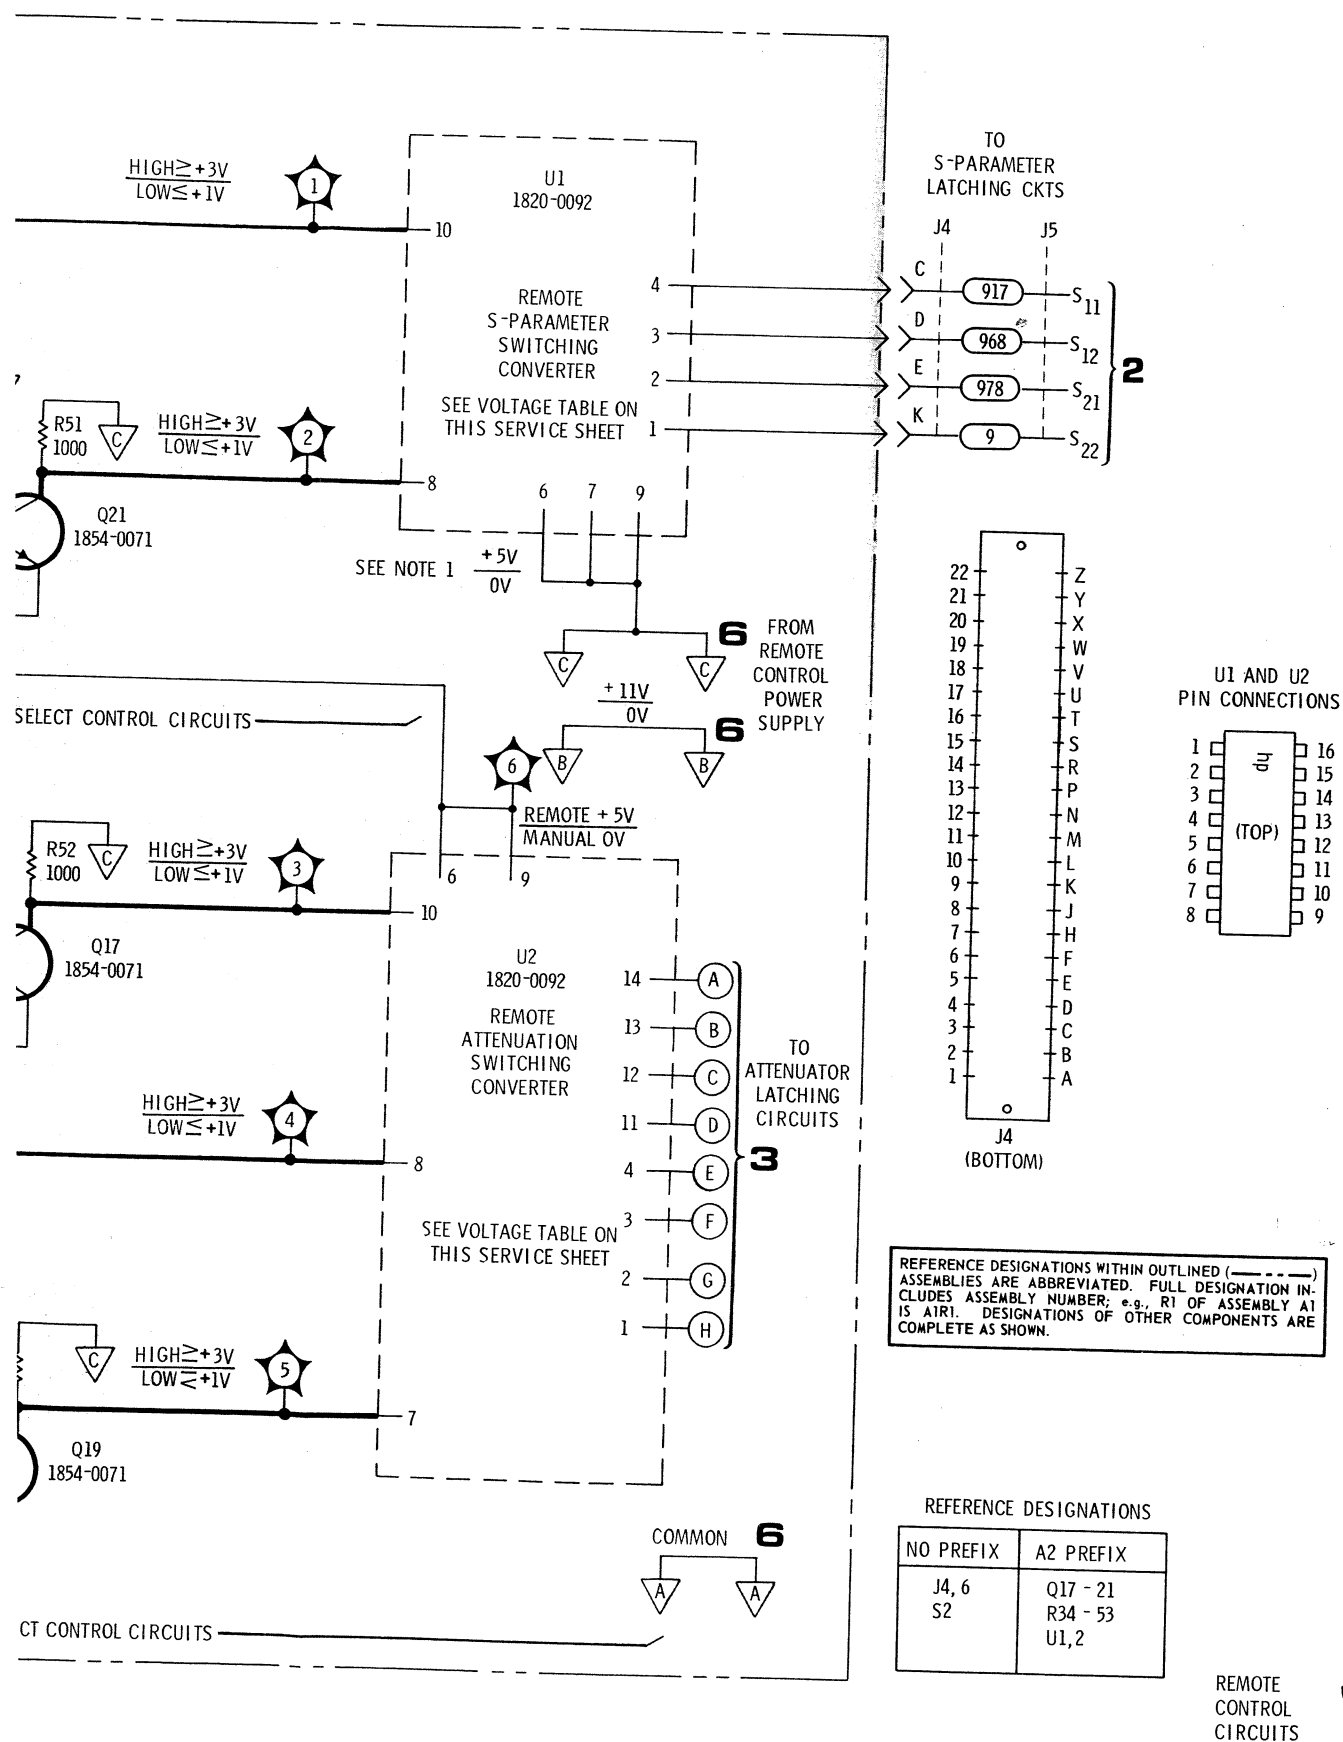 TO
S-PARAMETER
LATCHING CKTS
J4
J5
HIGH≥+3V
LOW≤+1V
1
U1
1820-0092
10
REMOTE
S-PARAMETER
SWITCHING
CONVERTER
SEE VOLTAGE TABLE ON
THIS SERVICE SHEET
4
3
2
1
C
917
S11
D
968
S12
E
978
S21
K
9
S22
2
R51
1000
C
HIGH≥+3V
LOW≤+1V
2
8
6
7
9
Q21
1854-0071
SEE NOTE 1
+5V
0V
C
C
6
FROM
REMOTE
CONTROL
POWER
SUPPLY
+11V
0V
B
B
6
SELECT CONTROL CIRCUITS
6
REMOTE +5V
MANUAL 0V
R52
1000
C
HIGH≥+3V
LOW≤+1V
3
6
9
10
Q17
1854-0071
U2
1820-0092
REMOTE
ATTENUATION
SWITCHING
CONVERTER
14
A
13
B
12
C
11
D
4
E
3
F
2
G
1
H
TO
ATTENUATOR
LATCHING
CIRCUITS
3
HIGH≥+3V
LOW≤+1V
4
8
SEE VOLTAGE TABLE ON
THIS SERVICE SHEET
C
HIGH≥+3V
LOW≤+1V
5
7
Q19
1854-0071
COMMON
6
A
A
CT CONTROL CIRCUITS
22 Z
21 Y
20 X
19 W
18 V
17 U
16 T
15 S
14 R
13 P
12 N
11 M
10 L
9 K
8 J
7 H
6 F
5 E
4 D
3 C
2 B
1 A
J4
(BOTTOM)
U1 AND U2
PIN CONNECTIONS
hp
(TOP)
1 16
2 15
3 14
4 13
5 12
6 11
7 10
8 9
REFERENCE DESIGNATIONS WITHIN OUTLINED (—--—)
ASSEMBLIES ARE ABBREVIATED. FULL DESIGNATION IN-
CLUDES ASSEMBLY NUMBER; e.g., R1 OF ASSEMBLY A1
IS A1R1. DESIGNATIONS OF OTHER COMPONENTS ARE
COMPLETE AS SHOWN.
REFERENCE DESIGNATIONS
NO PREFIX
A2 PREFIX
J4, 6
S2
Q17 - 21
R34 - 53
U1,2
REMOTE
CONTROL
CIRCUITS